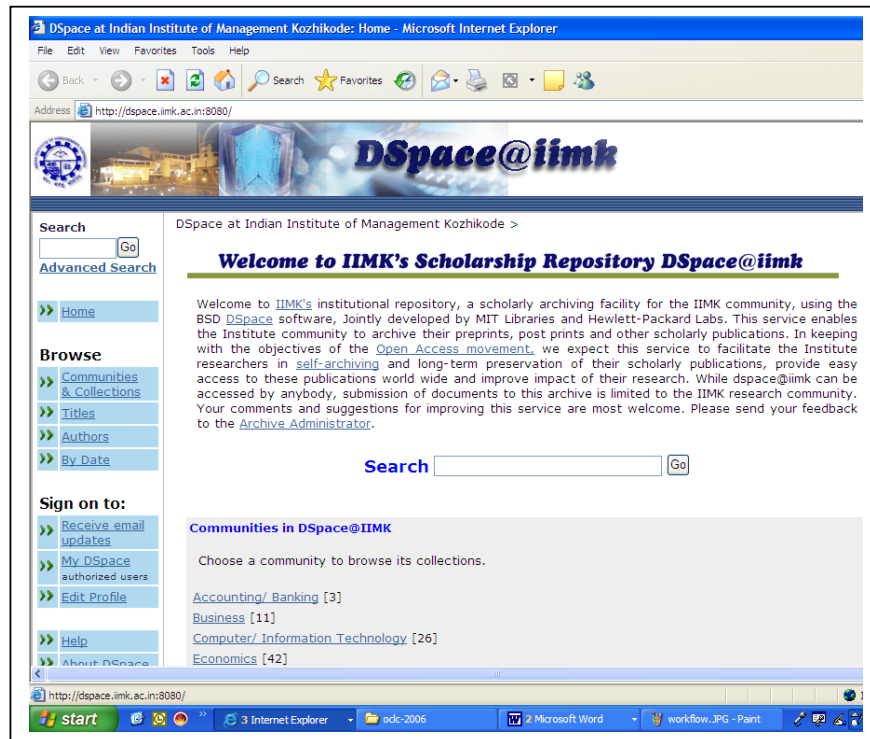 DSpace at Indian Institute of Management Kozhikode: Home - Microsoft Internet Explorer
File Edit View Favorites Tools Help
Back Search Favorites
Address http://dspace.iimk.ac.in:8080/
DSpace@iimk
Search
Go
Advanced Search
Home
Browse
Communities
& Collections
Titles
Authors
By Date
Sign on to:
Receive email
updates
My DSpace
authorized users
Edit Profile
Help
About DSpace
DSpace at Indian Institute of Management Kozhikode >
Welcome to IIMK's Scholarship Repository DSpace@iimk
Welcome to IIMK's institutional repository, a scholarly archiving facility for the IIMK community, using the
BSD DSpace software, Jointly developed by MIT Libraries and Hewlett-Packard Labs. This service enables
the Institute community to archive their preprints, post prints and other scholarly publications. In keeping
with the objectives of the Open Access movement, we expect this service to facilitate the Institute
researchers in self-archiving and long-term preservation of their scholarly publications, provide easy
access to these publications world wide and improve impact of their research. While dspace@iimk can be
accessed by anybody, submission of documents to this archive is limited to the IIMK research community.
Your comments and suggestions for improving this service are most welcome. Please send your feedback
to the Archive Administrator.
Search Go
Communities in DSpace@IIMK
Choose a community to browse its collections.
Accounting/ Banking [3]
Business [11]
Computer/ Information Technology [26]
Economics [42]
http://dspace.iimk.ac.in:8080/
start 3 Internet Explorer odc-2006 2 Microsoft Word workflow.JPG - Paint